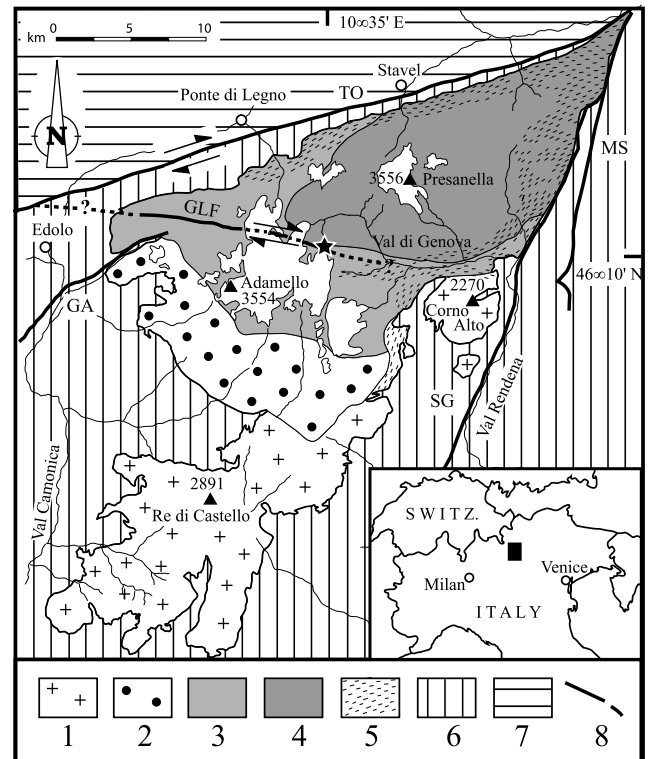 km 0 5 10
10∞35' E
Stavel
Ponte di Legno
TO
MS
N
3556 Presanella
GLF
?
Edolo
Val di Genova
46∞10' N
Adamello
3554
2270
Corno
Alto
GA
SG
Val Rendena
Val Camonica
2891
Re di Castello
SWITZ.
Milan
Venice
ITALY
1 2 3 4 5 6 7 8